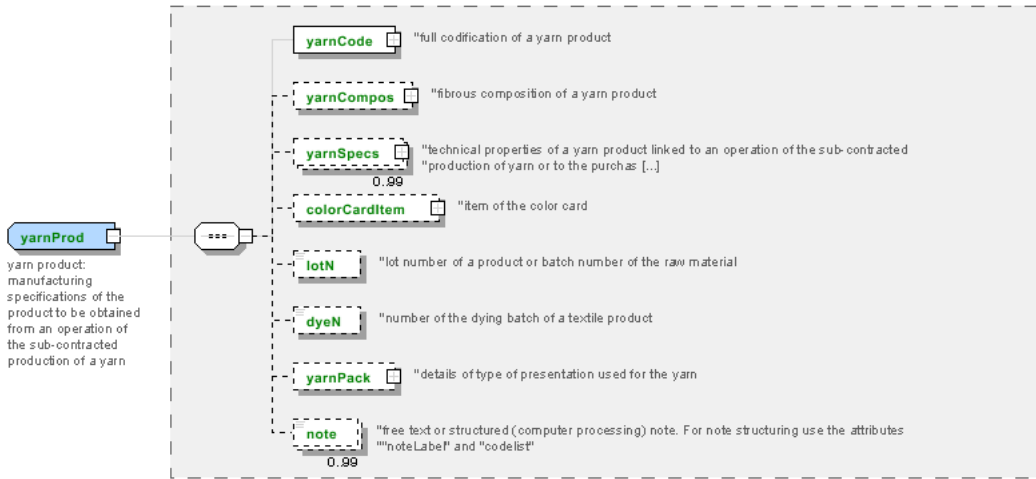 yarnCode
"full codification of a yarn product
yarnCompos
"fibrous composition of a yarn product
yarnSpecs
"technical properties of a yarn product linked to an operation of the sub-contracted
"production of yarn or to the purchas [...]
0..99
colorCardItem
"item of the color card
yarnProd
yarn product:
manufacturing
specifications of the
product to be obtained
from an operation of
the sub-contracted
production of a yarn
lotN
"lot number of a product or batch number of the raw material
dyeN
"number of the dying batch of a textile product
yarnPack
"details of type of presentation used for the yarn
note
"free text or structured (computer processing) note. For note structuring use the attributes
""noteLabel" and "codelist"
0..99